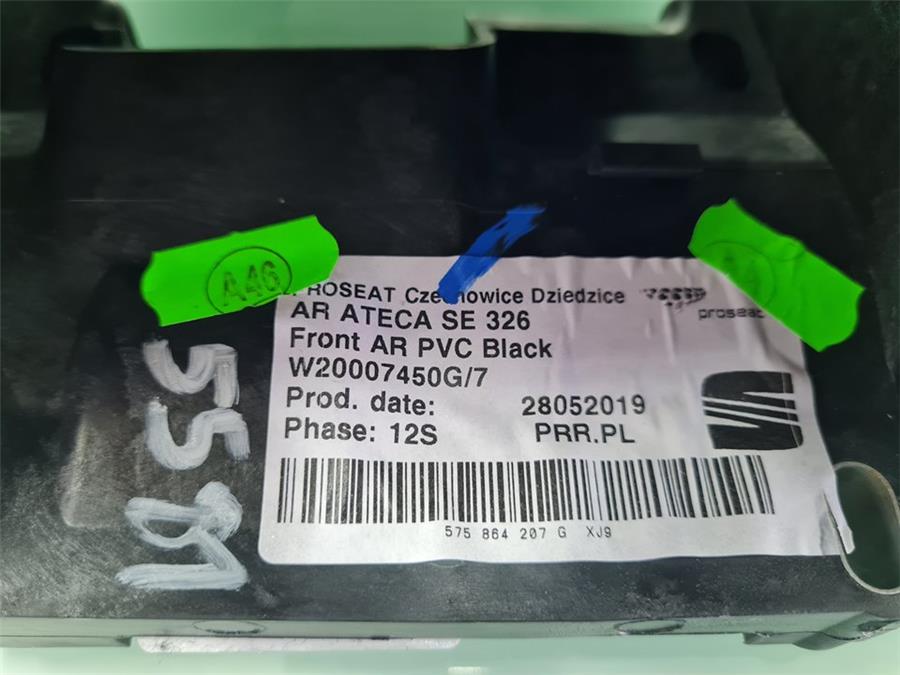 A46
PROSEAT Czechowice Dziedzice
proseat
AR ATECA SE 326
Front AR PVC Black
W20007450G/7
Prod. date: 28052019
Phase: 12S PRR.PL
575 864 207 G XJ9